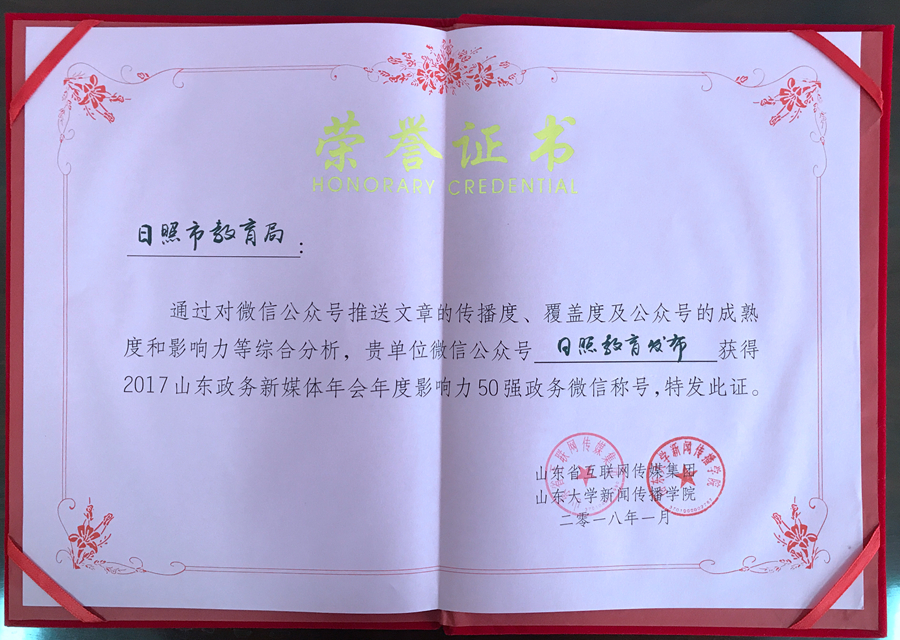 荣誉证书
HONORARY CREDENTIAL
日照市教育局：
通过对微信公众号推送文章的传播度、覆盖度及公众号的成熟
度和影响力等综合分析，贵单位微信公众号日照教育发布获得
2017山东政务新媒体年会年度影响力50强政务微信称号，特发此证。
山东省互联网传媒集团
山东大学新闻传播学院
二零一八年一月